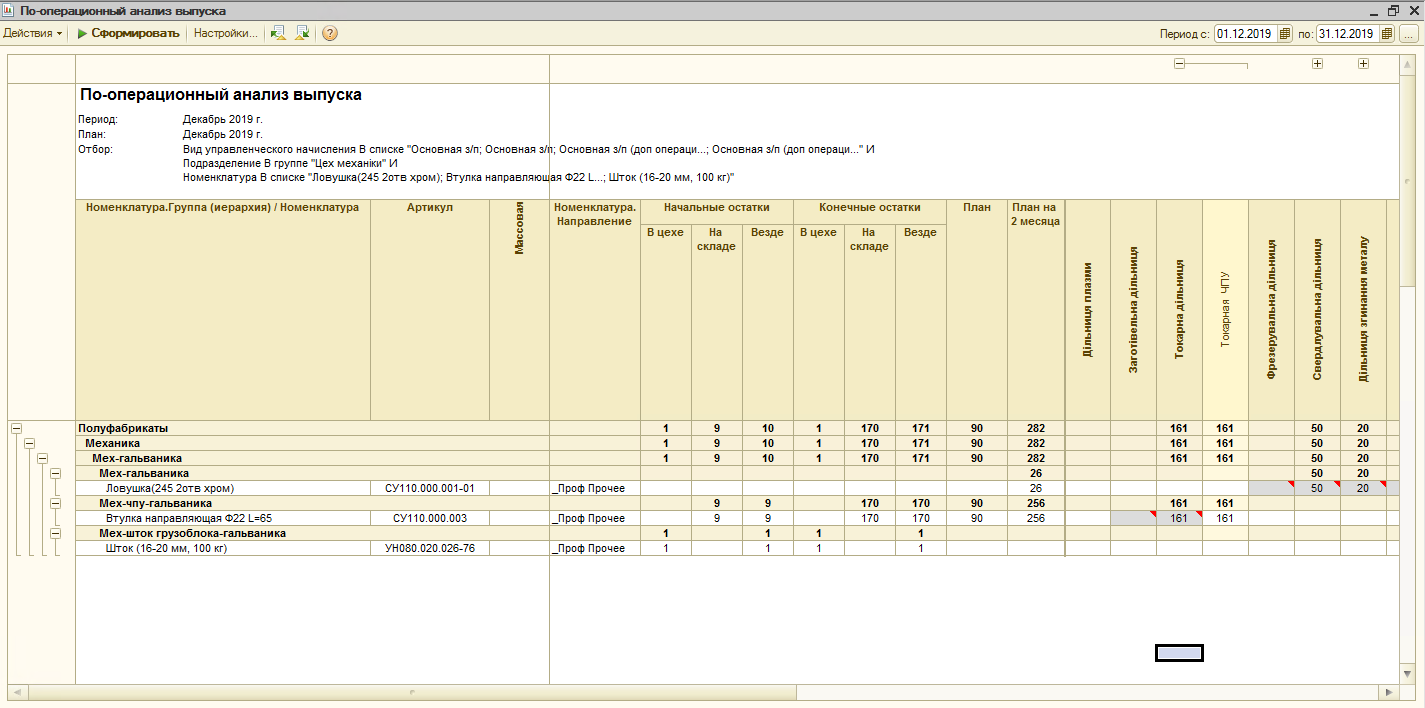 По-операционный анализ выпуска
Действия Сформировать Настройки... Период с: 01.12.2019 по: 31.12.2019 ...
По-операционный анализ выпуска
Период: Декабрь 2019 г.
План: Декабрь 2019 г.
Отбор: Вид управленческого начисления В списке "Основная з/п; Основная з/п; Основная з/п (доп операци...; Основная з/п (доп операци..." И
Подразделение В группе "Цех механіки" И
Номенклатура В списке "Ловушка(245 2отв хром); Втулка направляющая Ф22 L...; Шток (16-20 мм, 100 кг)"
Номенклатура.Группа (иерархия) / Номенклатура
Артикул
Массовая
Номенклатура.
Направление
Начальные остатки
В цехе
На
складе
Везде
Конечные остатки
В цехе
На
складе
Везде
План
План на
2 месяца
Дільниця плазми
Заготівельна дільниця
Токарна дільниця
Токарная ЧПУ
Фрезерувальна дільниця
Свердлувальна дільниця
Дільниця згинання металу
Полуфабрикаты 1 9 10 1 170 171 90 282 161 161 50 20
Механика 1 9 10 1 170 171 90 282 161 161 50 20
Мех-гальваника 1 9 10 1 170 171 90 282 161 161 50 20
Мех-гальваника 26 50 20
Ловушка(245 2отв хром) СУ110.000.001-01 _Проф Прочее 26 50 20
Мех-чпу-гальваника 9 9 170 170 90 256 161 161
Втулка направляющая Ф22 L=65 СУ110.000.003 _Проф Прочее 9 9 170 170 90 256 161 161
Мех-шток грузоблока-гальваника 1 1 1 1
Шток (16-20 мм, 100 кг) УН080.020.026-76 _Проф Прочее 1 1 1 1